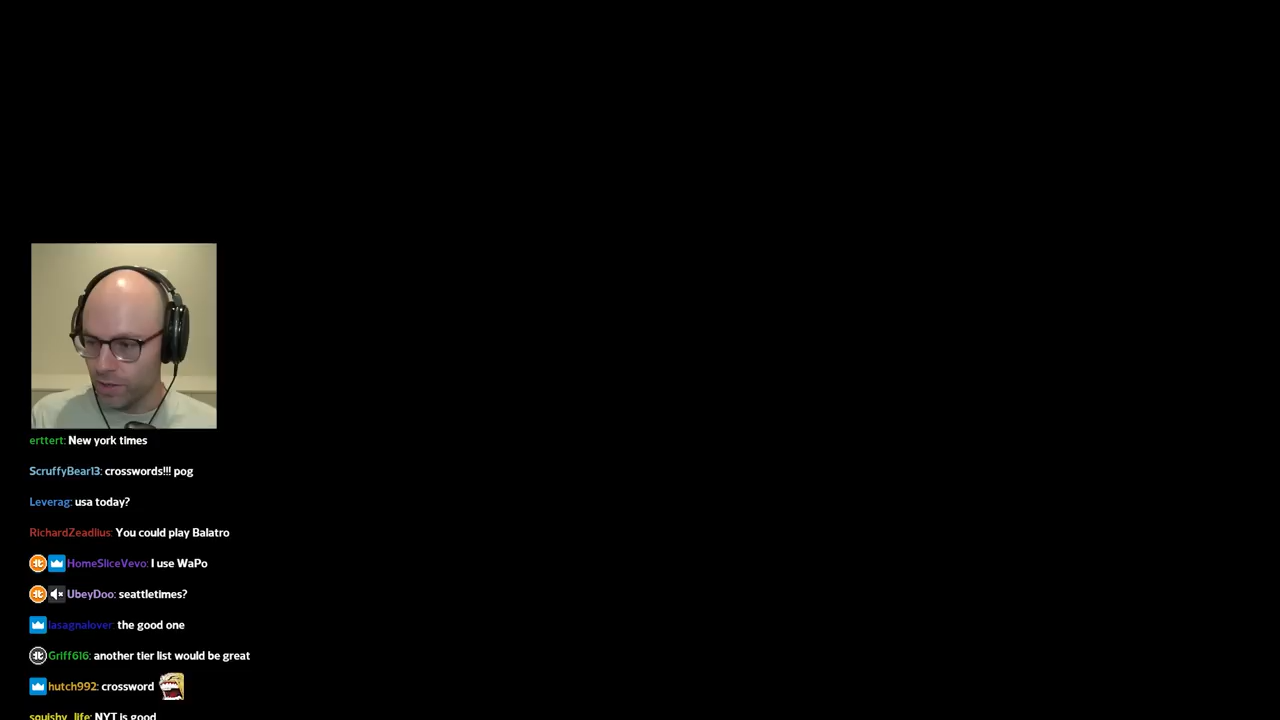 erttert: New york times
ScruffyBear13: crosswords!!! pog
Leverag: usa today?
RichardZeadlius: You could play Balatro
HomeSliceVevo: I use WaPo
UbeyDoo: seattletimes?
lasagnalover: the good one
Griff616: another tier list would be great
hutch992: crossword
squishy_life: NYT is good